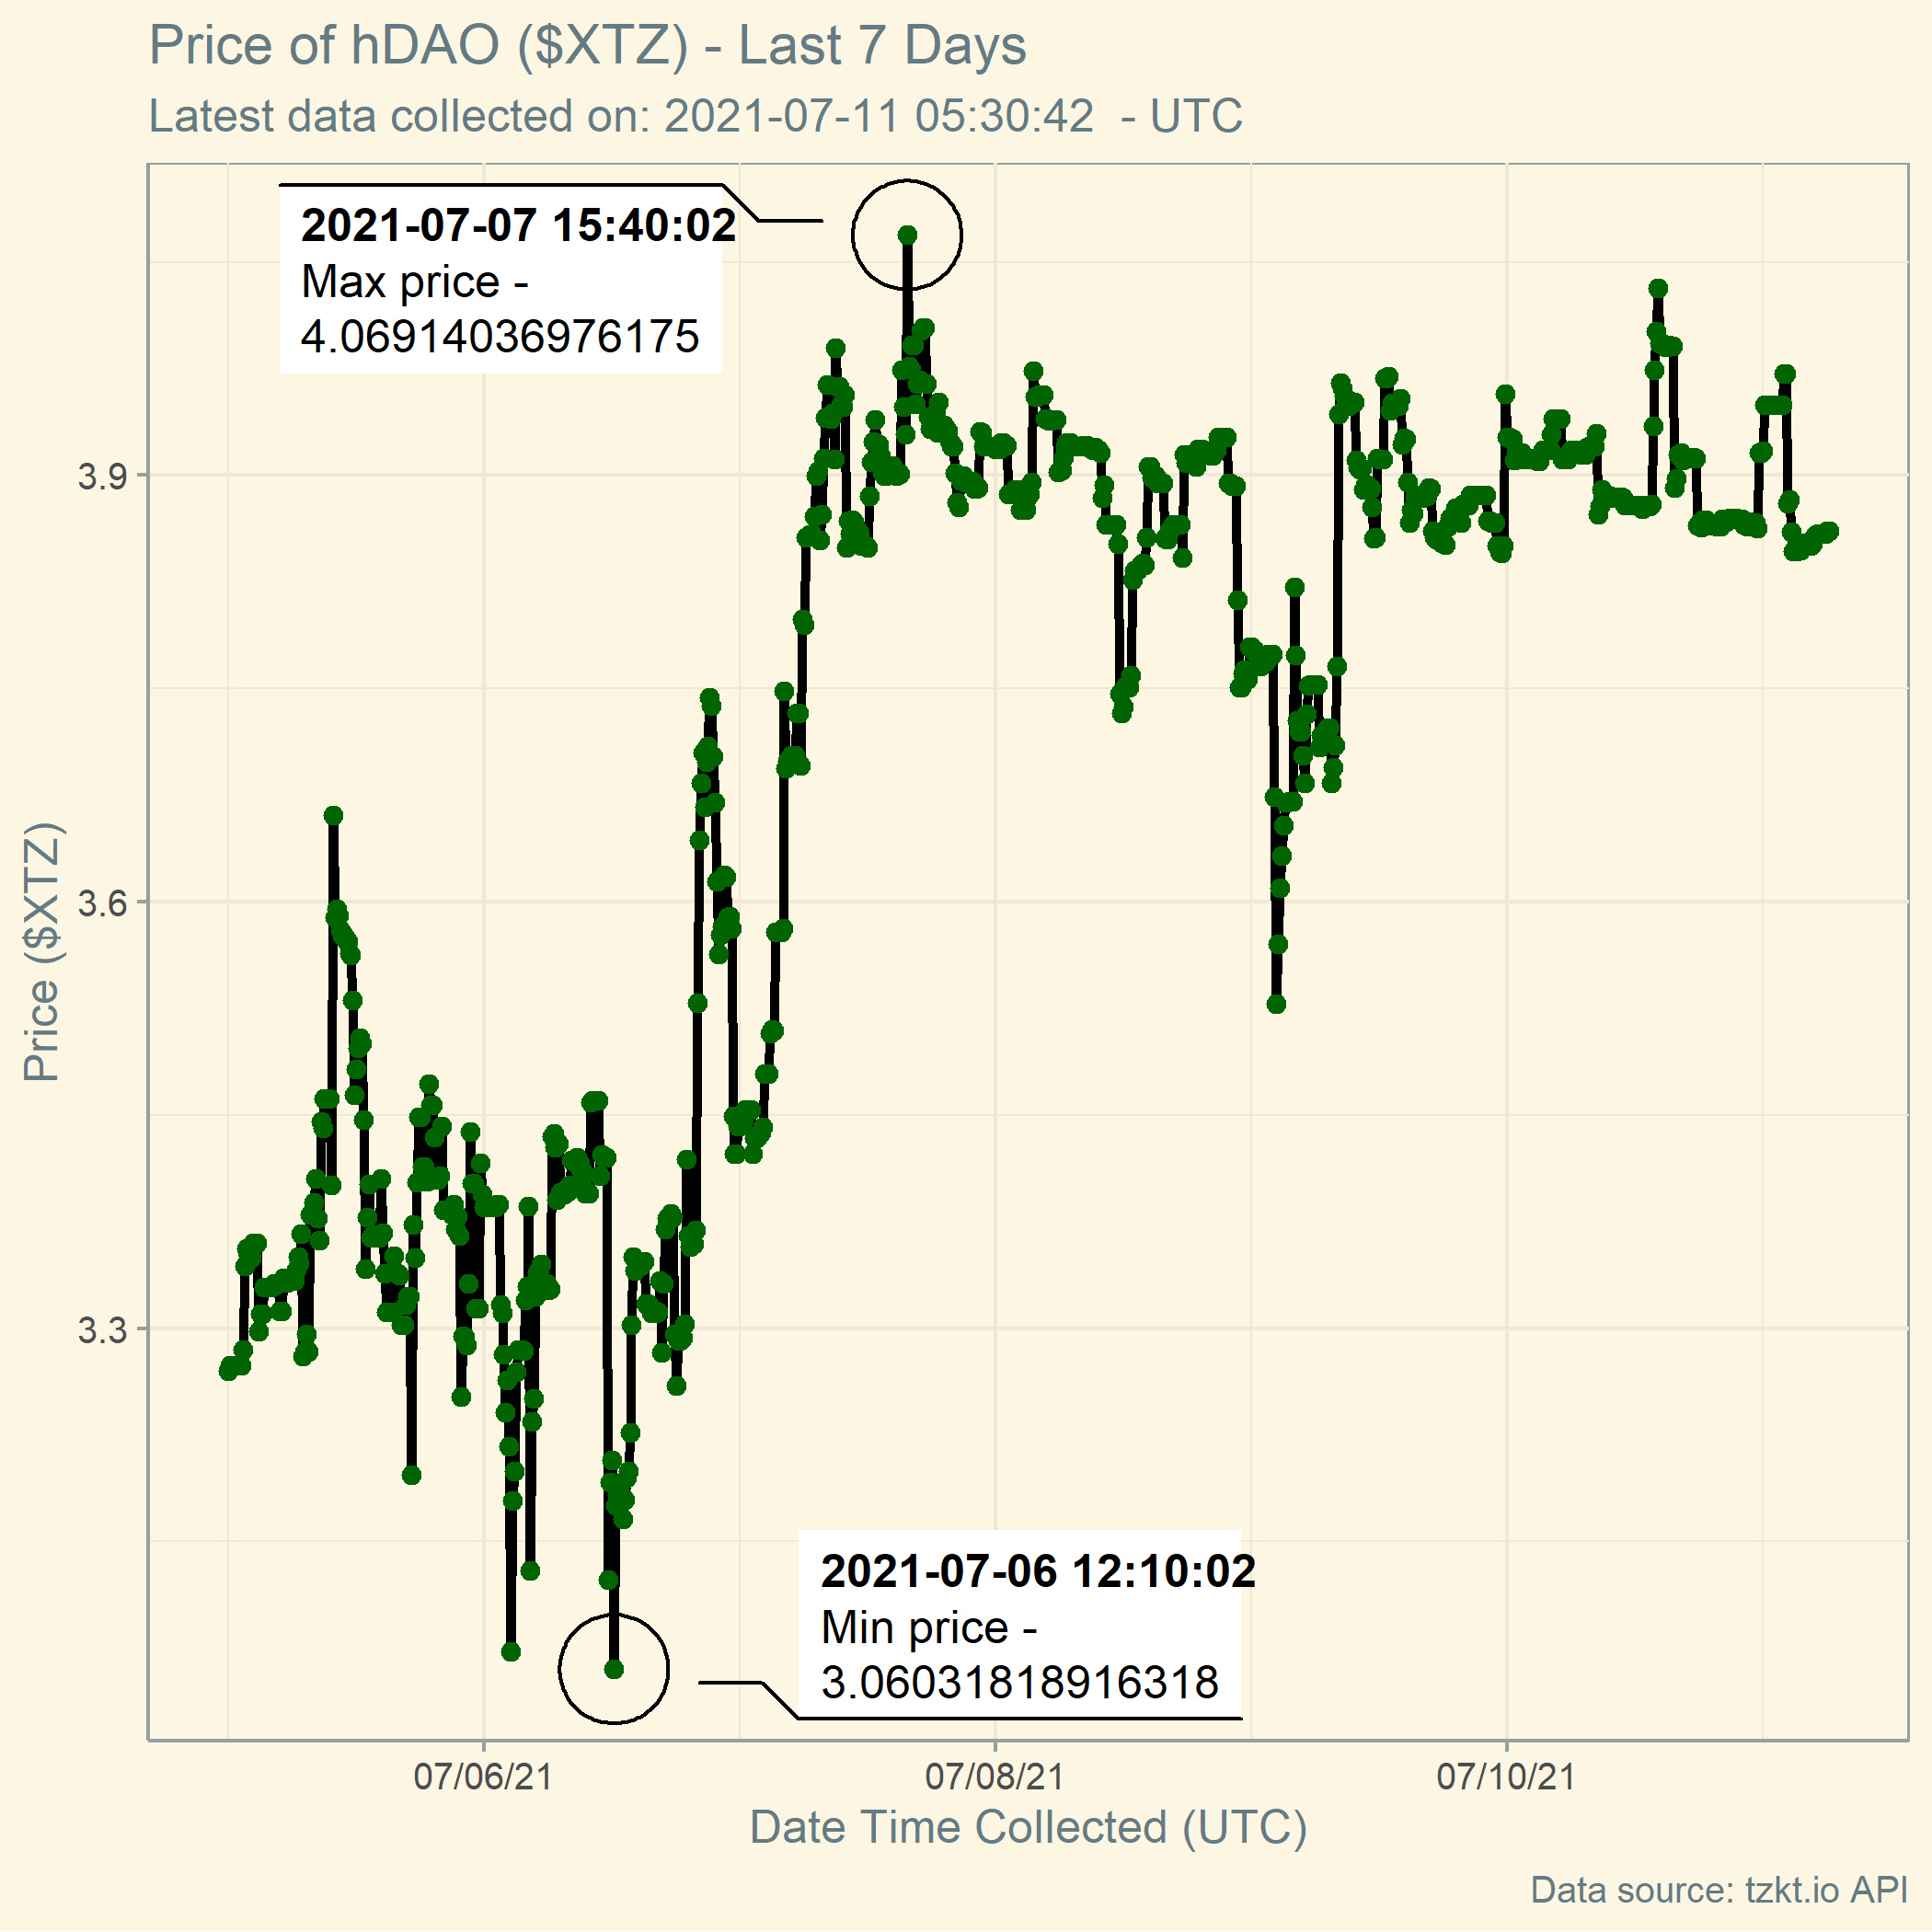 Price of hDAO ($XTZ) - Last 7 Days
Latest data collected on: 2021-07-11 05:30:42  - UTC
2021-07-07 15:40:02
Max price -
4.06914036976175
3.9
3.6
3.3
Price ($XTZ)
2021-07-06 12:10:02
Min price -
3.06031818916318
07/06/21
07/08/21
07/10/21
Date Time Collected (UTC)
Data source: tzkt.io API